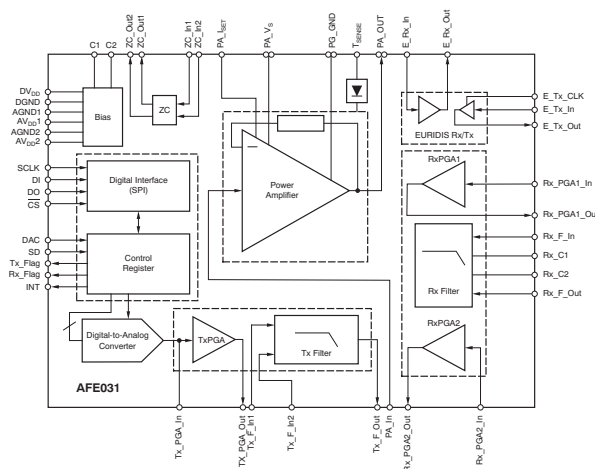 C1
C2
ZC_Out2
ZC_Out1
ZC_In1
ZC_In2
PA_ISET
PA_VS
PG_GND
TSENSE
PA_OUT
E_Rx_In
E_Rx_Out
DVDD
DGND
AGND1
AVDD1
AGND2
AVDD2
Bias
ZC
EURIDIS Rx/Tx
E_Tx_CLK
E_Tx_In
E_Tx_Out
SCLK
DI
DO
CS
Digital Interface
(SPI)
Power
Amplifier
RxPGA1
Rx_PGA1_In
Rx_PGA1_Ou
DAC
SD
Tx_Flag
Rx_Flag
INT
Control
Register
Rx Filter
Rx_F_In
Rx_C1
Rx_C2
Rx_F_Out
Digital-to-Analog
Converter
TxPGA
Tx Filter
RxPGA2
AFE031
Tx_PGA_In
Tx_PGA_Out
Tx_F_In1
Tx_F_In2
Tx_F_Out
PA_In
Rx_PGA2_Out
Rx_PGA2_In